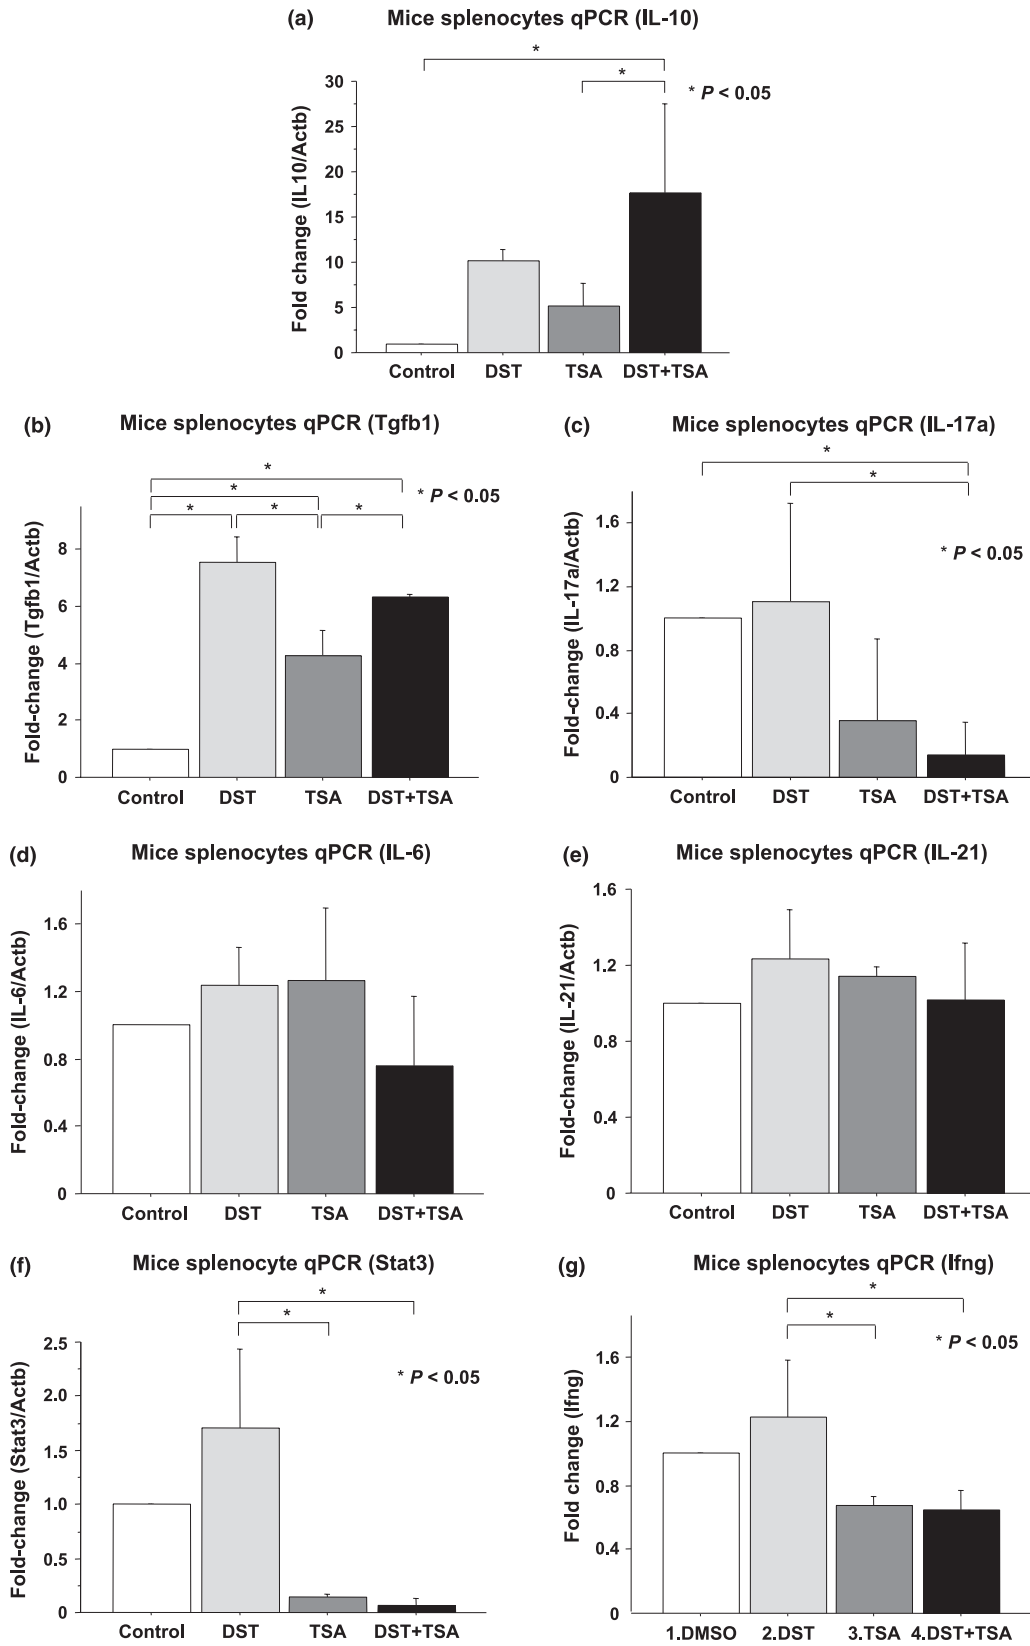 (a) Mice splenocytes qPCR (IL-10)
*
*
* P < 0.05
Fold change (IL10/Actb)
30
25
20
15
10
5
0
Control DST TSA DST+TSA
(b) Mice splenocytes qPCR (Tgfb1)
*
*
* * *
* P < 0.05
Fold-change (Tgfb1/Actb)
8
6
4
2
0
Control DST TSA DST+TSA
(c) Mice splenocytes qPCR (IL-17a)
*
*
* P < 0.05
Fold-change (IL-17a/Actb)
1.6
1.2
0.8
0.4
0
Control DST TSA DST+TSA
(d) Mice splenocytes qPCR (IL-6)
Fold-change (IL-6/Actb)
1.6
1.2
0.8
0.4
0
Control DST TSA DST+TSA
(e) Mice splenocytes qPCR (IL-21)
Fold-change (IL-21/Actb)
1.6
1.2
0.8
0.4
0
Control DST TSA DST+TSA
(f) Mice splenocyte qPCR (Stat3)
*
*
* P < 0.05
Fold-change (Stat3/Actb)
2.5
2.0
1.5
1.0
0.5
0
Control DST TSA DST+TSA
(g) Mice splenocytes qPCR (Ifng)
*
*
* P < 0.05
Fold change (Ifng)
1.6
1.2
0.8
0.4
0
1.DMSO 2.DST 3.TSA 4.DST+TSA